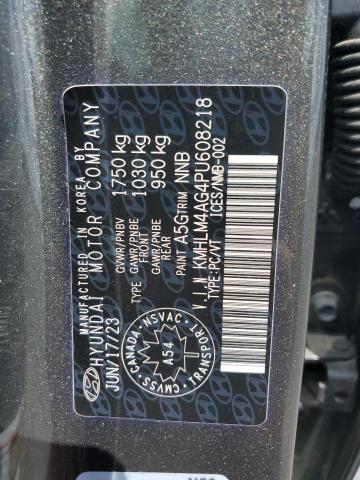 MANUFACTURED IN KOREA BY
HYUNDAI MOTOR COMPANY
JUN/17/23
GVWR/PNBV 1750 kg
TYPE GAWR/PNBE FRONT 1030 kg
GAWR/PNBE REAR 950 kg
PAINT A5G TRIM NNB
V.I.N KMHLM4AG4PU608218
TYPE:PC/VT ICES/NMB-002
CANADA · NSVAC · TRANSPORT · CMVSS
A54